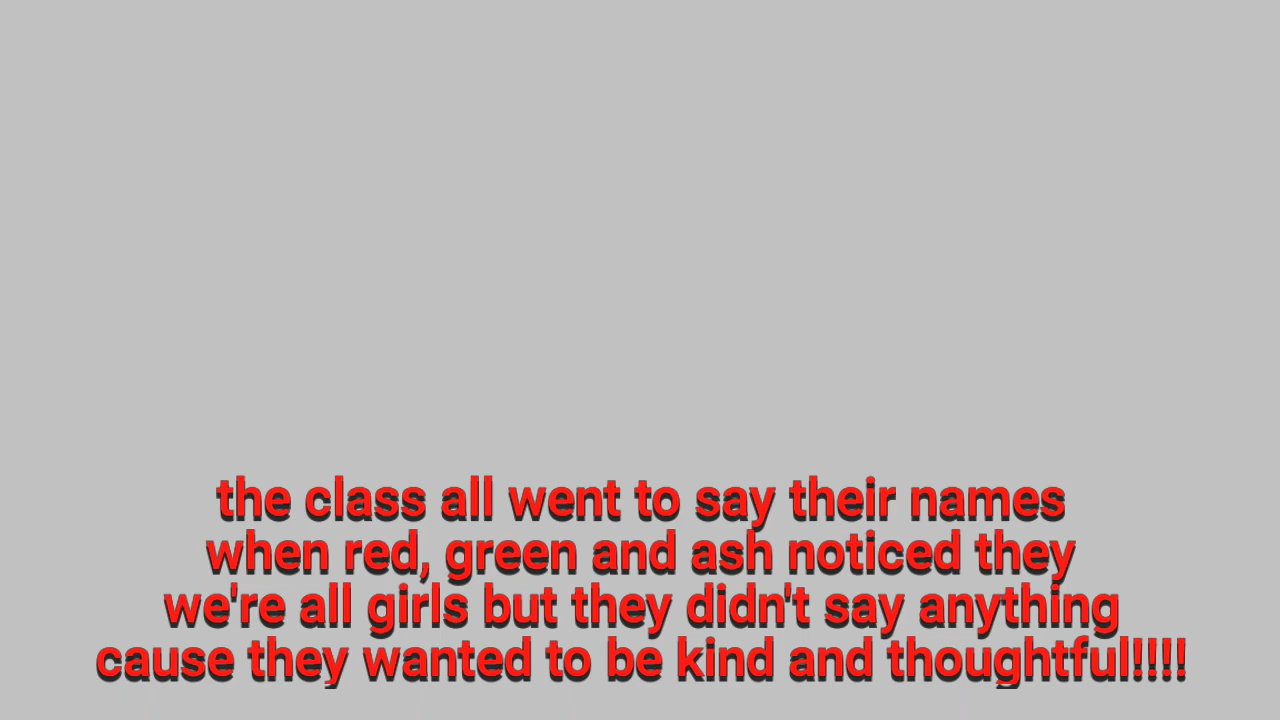 the class all went to say their names
when red, green and ash noticed they
we're all girls but they didn't say anything
cause they wanted to be kind and thoughtful!!!!